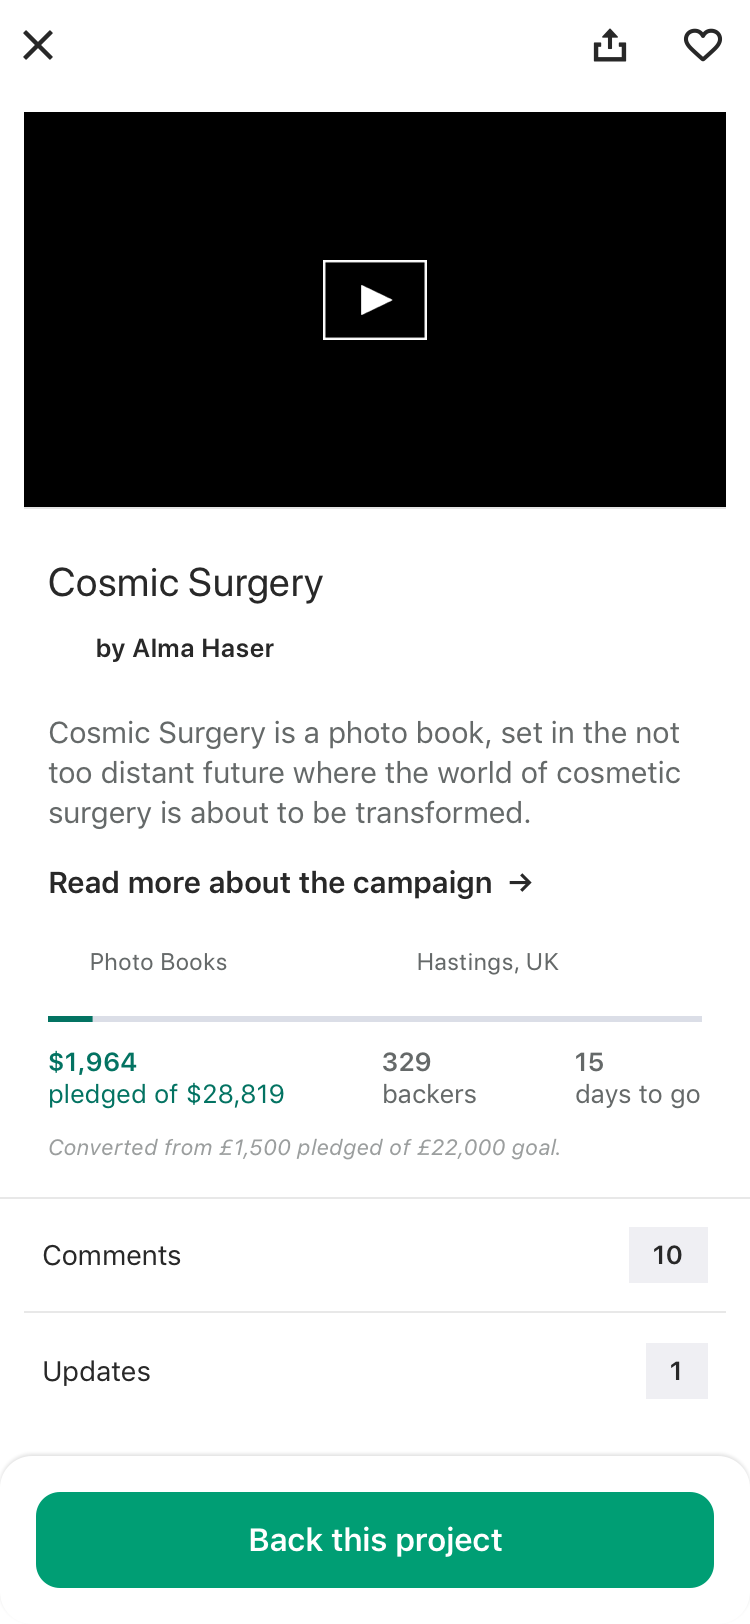 Cosmic Surgery
by Alma Haser
Cosmic Surgery is a photo book, set in the not
too distant future where the world of cosmetic
surgery is about to be transformed.
Read more about the campaign →
Photo Books
Hastings, UK
$1,964
pledged of $28,819
329
backers
15
days to go
Converted from £1,500 pledged of £22,000 goal.
Comments
10
Updates
1
Back this project